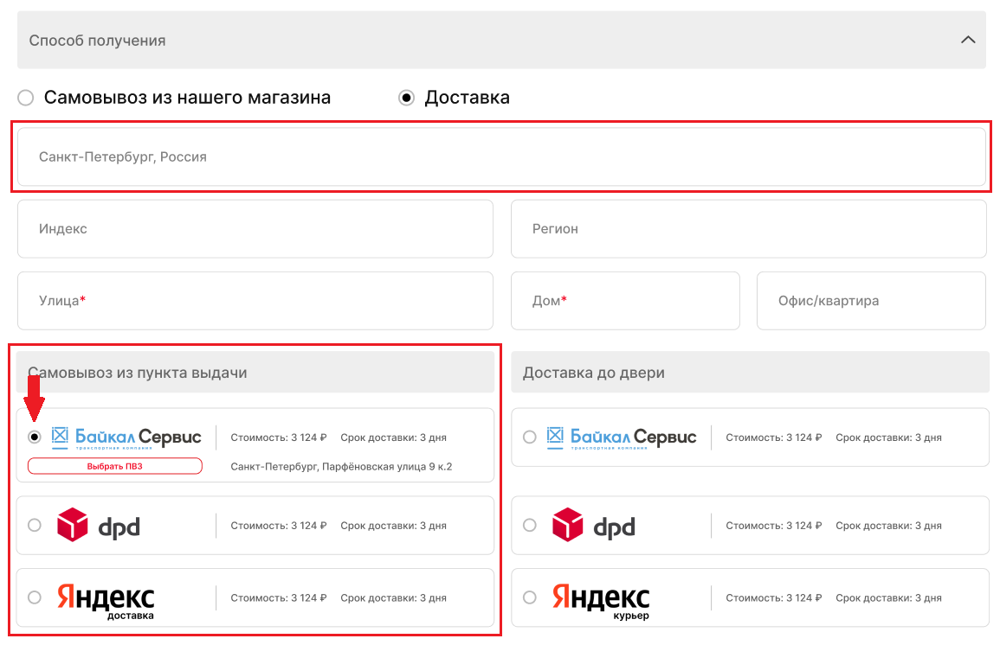 Способ получения
Самовывоз из нашего магазина Доставка
Санкт-Петербург, Россия
Индекс Регион
Улица* Дом* Офис/квартира
Самовывоз из пункта выдачи
Байкал Сервис Стоимость: 3 124 ₽ Срок доставки: 3 дня
транспортная компания
Выбрать ПВЗ Санкт-Петербург, Парфёновская улица 9 к.2
dpd Стоимость: 3 124 ₽ Срок доставки: 3 дня
Яндекс Стоимость: 3 124 ₽ Срок доставки: 3 дня
доставка
Доставка до двери
Байкал Сервис Стоимость: 3 124 ₽ Срок доставки: 3 дня
транспортная компания
dpd Стоимость: 3 124 ₽ Срок доставки: 3 дня
Яндекс Стоимость: 3 124 ₽ Срок доставки: 3 дня
курьер